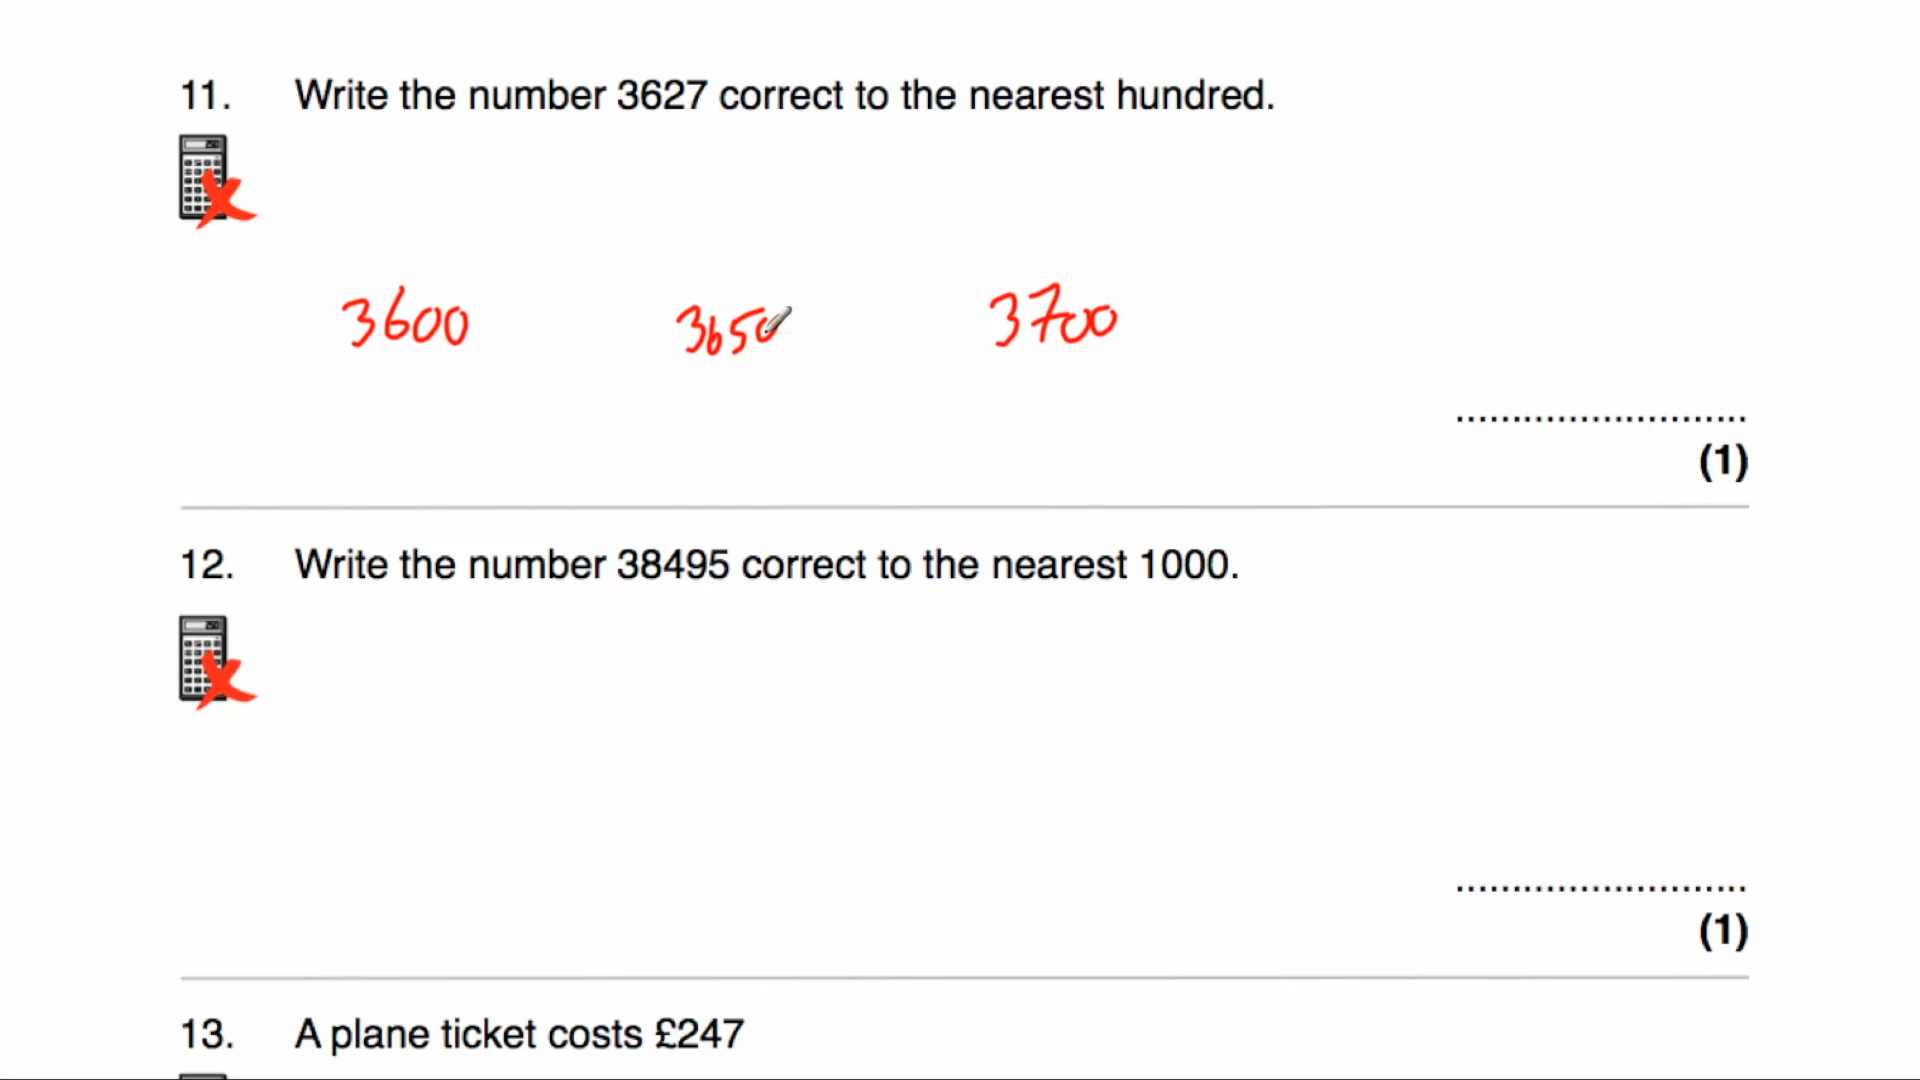 11. Write the number 3627 correct to the nearest hundred.
3600 3650 3700
..........................
(1)
12. Write the number 38495 correct to the nearest 1000.
..........................
(1)
13. A plane ticket costs £247